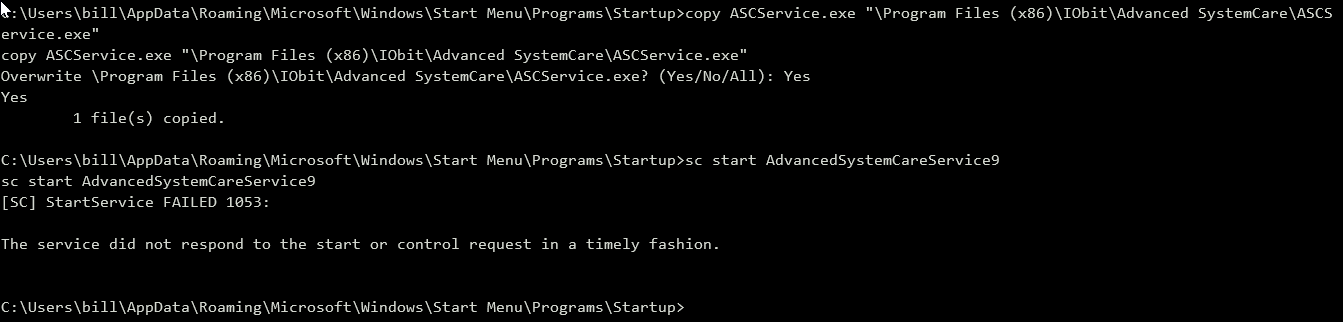 C:\Users\bill\AppData\Roaming\Microsoft\Windows\Start Menu\Programs\Startup>copy ASCService.exe "\Program Files (x86)\IObit\Advanced SystemCare\ASCS
ervice.exe"
copy ASCService.exe "\Program Files (x86)\IObit\Advanced SystemCare\ASCService.exe"
Overwrite \Program Files (x86)\IObit\Advanced SystemCare\ASCService.exe? (Yes/No/All): Yes
Yes
        1 file(s) copied.
C:\Users\bill\AppData\Roaming\Microsoft\Windows\Start Menu\Programs\Startup>sc start AdvancedSystemCareService9
sc start AdvancedSystemCareService9
[SC] StartService FAILED 1053:
The service did not respond to the start or control request in a timely fashion.
C:\Users\bill\AppData\Roaming\Microsoft\Windows\Start Menu\Programs\Startup>